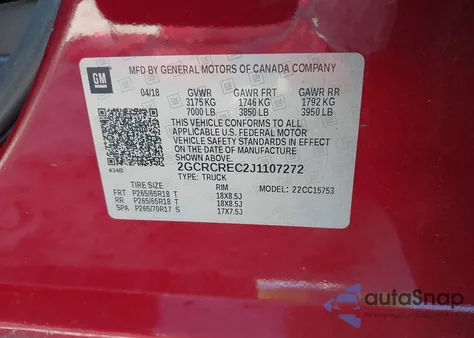 GM
MFD BY GENERAL MOTORS OF CANADA COMPANY
04/18 GVWR GAWR FRT GAWR RR
3175 KG 1746 KG 1792 KG
7000 LB 3850 LB 3950 LB
THIS VEHICLE CONFORMS TO ALL
APPLICABLE U.S. FEDERAL MOTOR
VEHICLE SAFETY STANDARDS IN EFFECT
ON THE DATE OF MANUFACTURE
SHOWN ABOVE.
2GCRCREC2J1107272
434B TYPE: TRUCK
TIRE SIZE RIM MODEL: 22CC15753
FRT P265/65R18 T 18X8.5J
RR P265/65R18 T 18X8.5J
SPA P265/70R17 S 17X7.5J
autoSnap